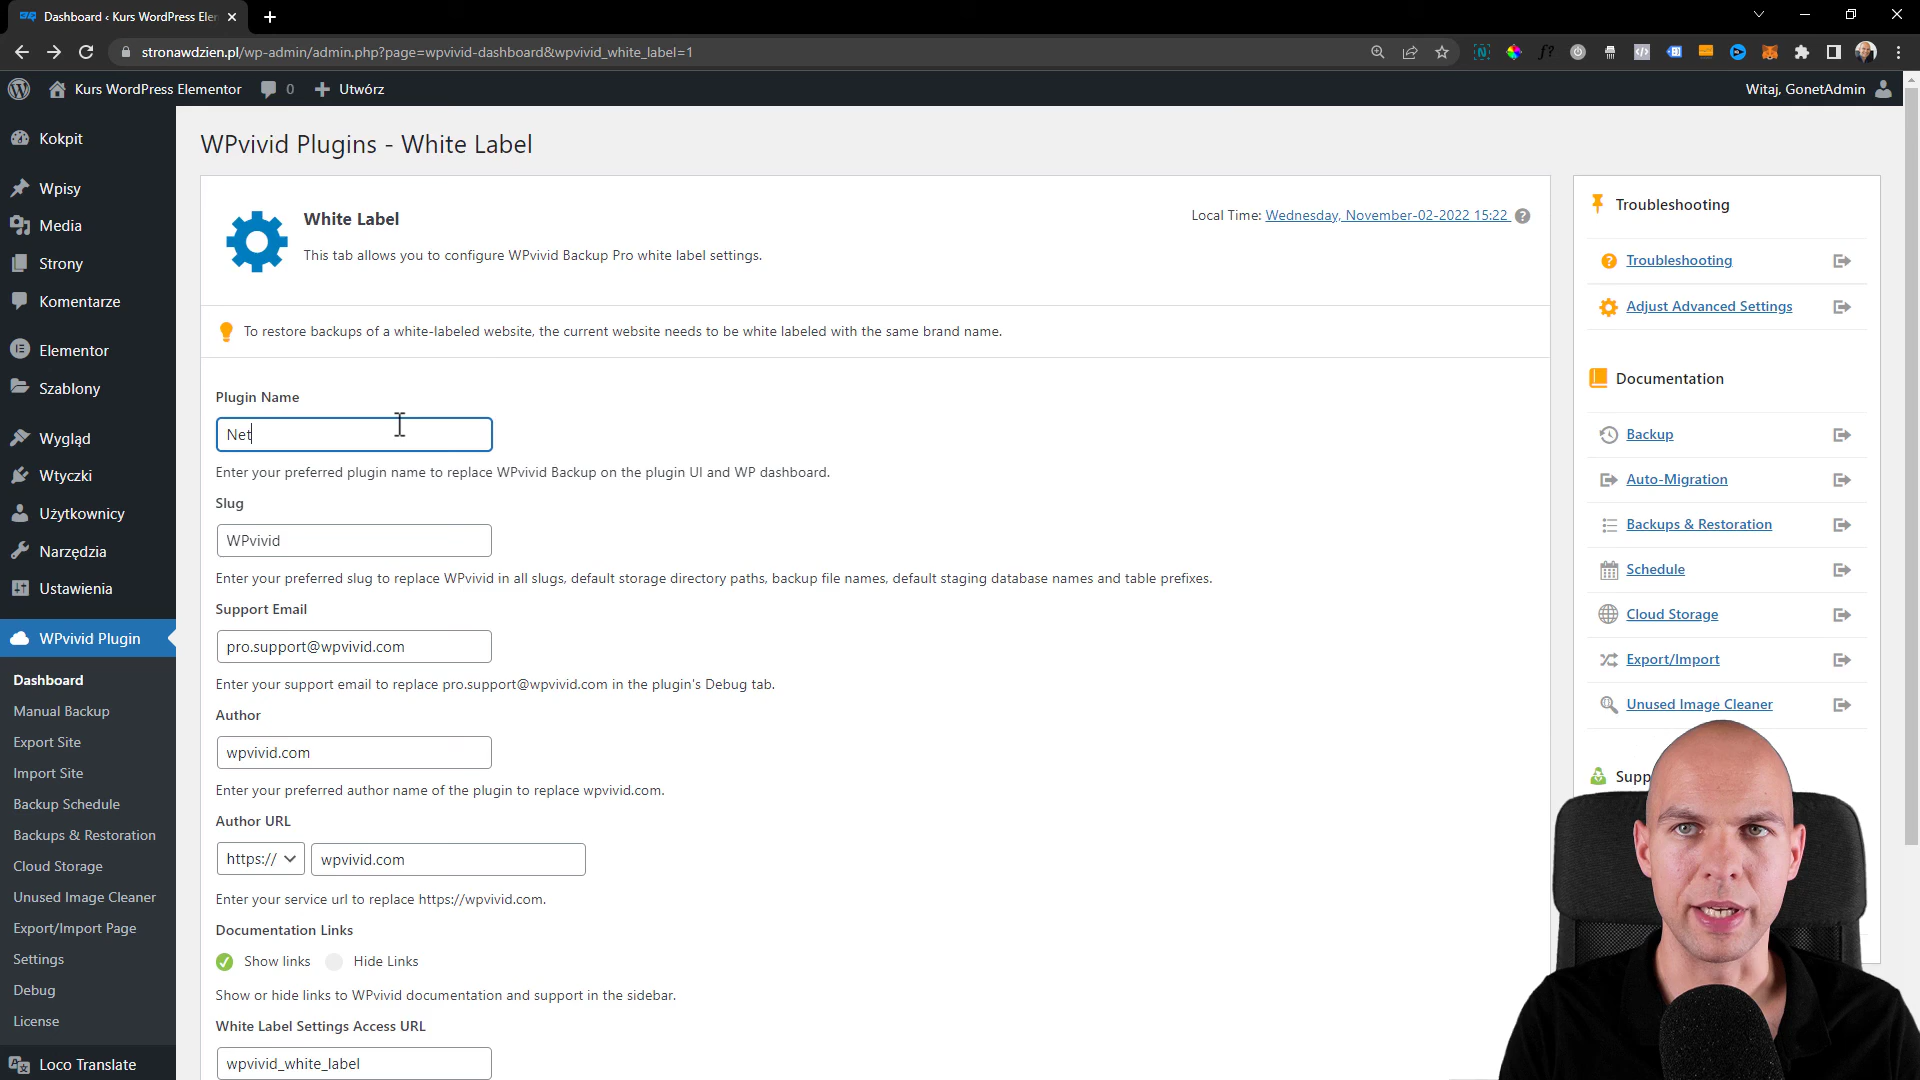 Dashboard ‹ Kurs WordPress Eler
stronawdzien.pl/wp-admin/admin.php?page=wpvivid-dashboard&wpvivid_white_label=1
Kurs WordPress Elementor
0
Utwórz
Witaj, GonetAdmin
Kokpit
Wpisy
Media
Strony
Komentarze
Elementor
Szablony
Wygląd
Wtyczki
Użytkownicy
Narzędzia
Ustawienia
WPvivid Plugin
Dashboard
Manual Backup
Export Site
Import Site
Backup Schedule
Backups & Restoration
Cloud Storage
Unused Image Cleaner
Export/Import Page
Settings
Debug
License
Loco Translate
WPvivid Plugins - White Label
White Label
This tab allows you to configure WPvivid Backup Pro white label settings.
Local Time: Wednesday, November-02-2022 15:22
To restore backups of a white-labeled website, the current website needs to be white labeled with the same brand name.
Plugin Name
Net
Enter your preferred plugin name to replace WPvivid Backup on the plugin UI and WP dashboard.
Slug
WPvivid
Enter your preferred slug to replace WPvivid in all slugs, default storage directory paths, backup file names, default staging database names and table prefixes.
Support Email
pro.support@wpvivid.com
Enter your support email to replace pro.support@wpvivid.com in the plugin's Debug tab.
Author
wpvivid.com
Enter your preferred author name of the plugin to replace wpvivid.com.
Author URL
https://
wpvivid.com
Enter your service url to replace https://wpvivid.com.
Documentation Links
Show links
Hide Links
Show or hide links to WPvivid documentation and support in the sidebar.
White Label Settings Access URL
wpvivid_white_label
Troubleshooting
Troubleshooting
Adjust Advanced Settings
Documentation
Backup
Auto-Migration
Backups & Restoration
Schedule
Cloud Storage
Export/Import
Unused Image Cleaner
Supp